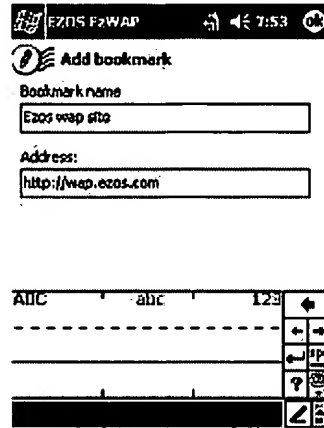 EZOS EzWAP 7:53 ok
Add bookmark
Bookmark name
Ezos wap site
Address:
http://wap.ezos.com
ABC abc 123
?